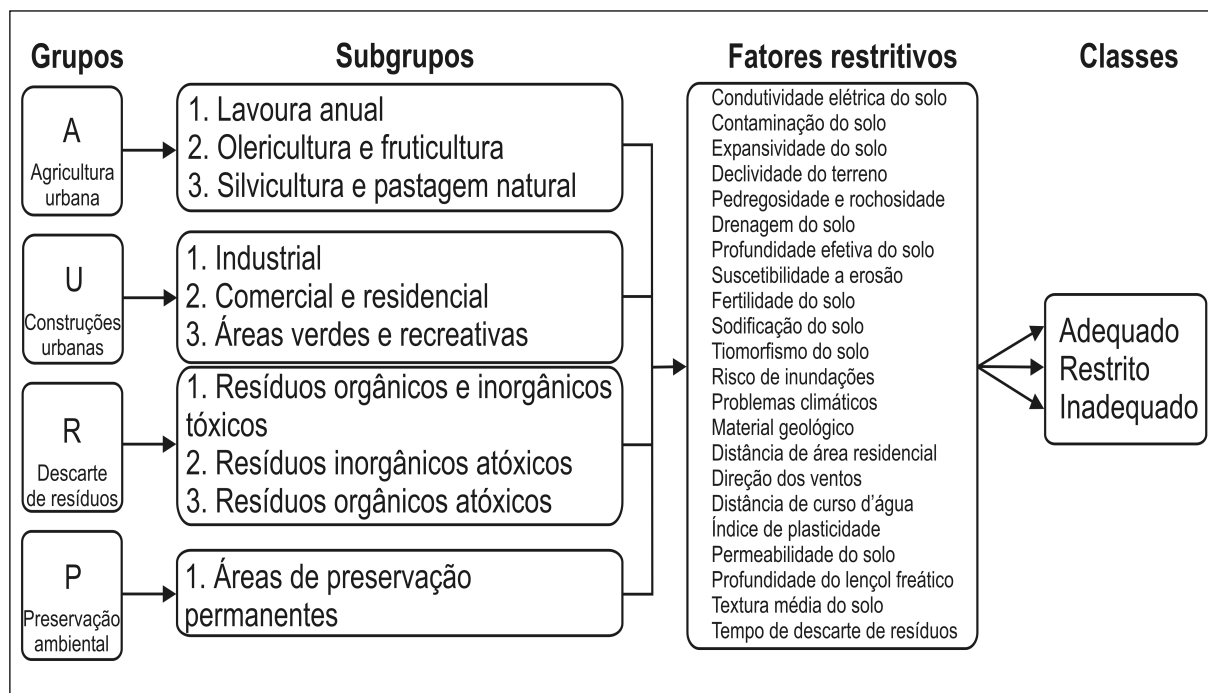 Grupos
Subgrupos
Fatores restritivos
Classes
A
Agricultura
urbana
1. Lavoura anual
2. Olericultura e fruticultura
3. Silvicultura e pastagem natural
U
Construções
urbanas
1. Industrial
2. Comercial e residencial
3. Áreas verdes e recreativas
R
Descarte
de resíduos
1. Resíduos orgânicos e inorgânicos
tóxicos
2. Resíduos inorgânicos atóxicos
3. Resíduos orgânicos atóxicos
P
Preservação
ambiental
1. Áreas de preservação
permanentes
Condutividade elétrica do solo
Contaminação do solo
Expansividade do solo
Declividade do terreno
Pedregosidade e rochosidade
Drenagem do solo
Profundidade efetiva do solo
Suscetibilidade a erosão
Fertilidade do solo
Sodificação do solo
Tiomorfismo do solo
Risco de inundações
Problemas climáticos
Material geológico
Distância de área residencial
Direção dos ventos
Distância de curso d’água
Índice de plasticidade
Permeabilidade do solo
Profundidade do lençol freático
Textura média do solo
Tempo de descarte de resíduos
Adequado
Restrito
Inadequado